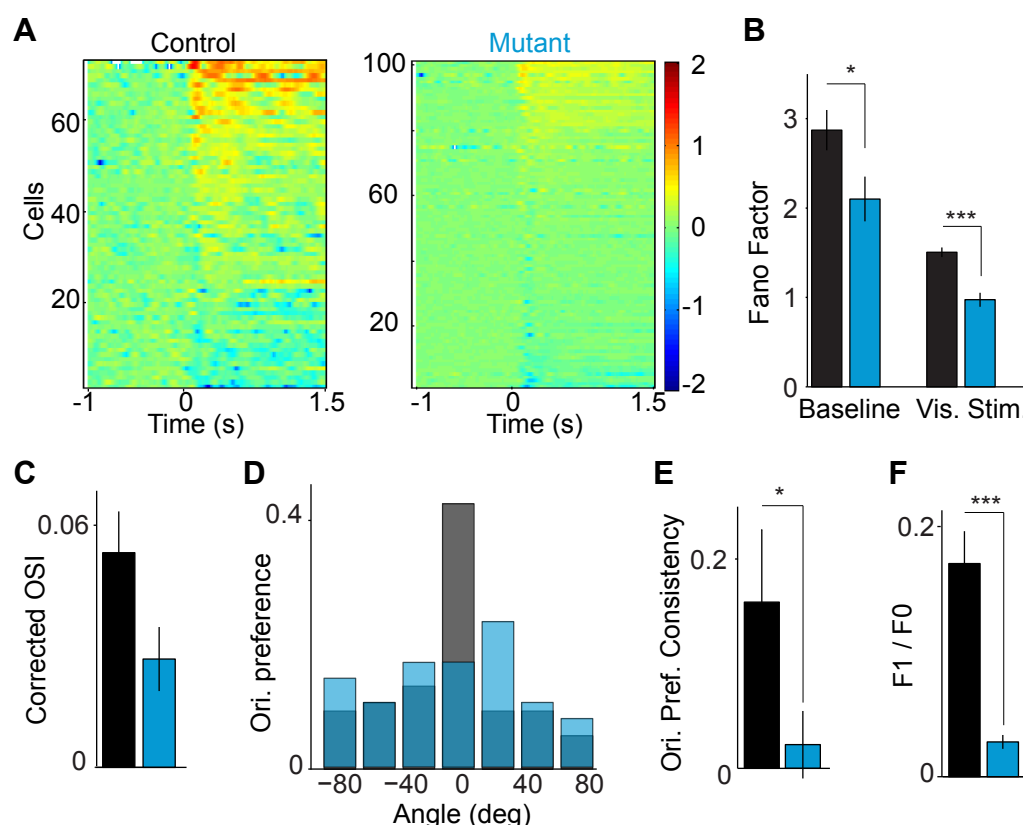 A
Control
Mutant
Cells
60
40
20
-1
0
1.5
Time (s)
100
60
40
20
-1
0
1.5
Time (s)
2
1
0
-1
-2
B
*
***
Fano Factor
3
2
1
0
Baseline
Vis. Stim
C
Corrected OSI
0.06
0
D
Ori. preference
0.4
0
−80
−40
0
40
80
Angle (deg)
E
*
Ori. Pref. Consistency
0.2
0
F
***
F1 / F0
0.2
0